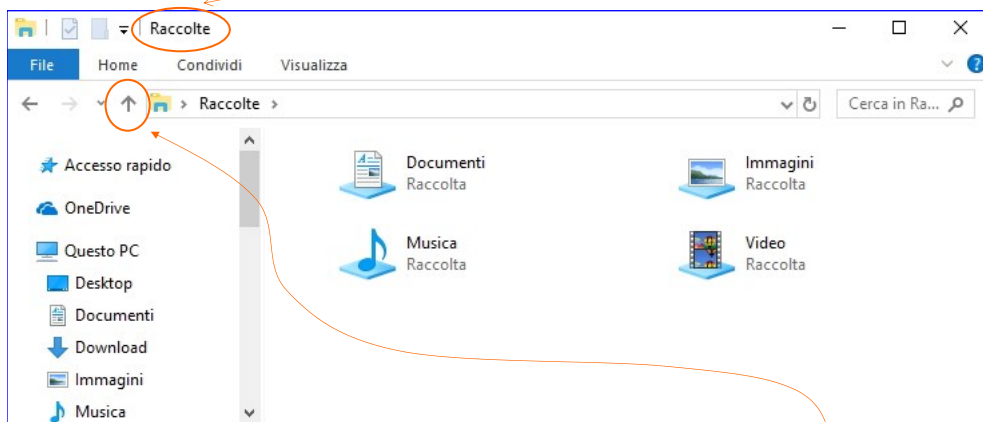 Raccolte
File Home Condividi Visualizza
Raccolte
Cerca in Ra...
Accesso rapido
OneDrive
Questo PC
Desktop
Documenti
Download
Immagini
Musica
Documenti
Raccolta
Immagini
Raccolta
Musica
Raccolta
Video
Raccolta